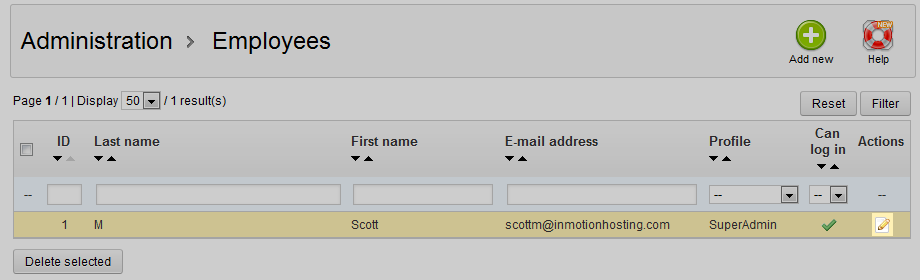 Administration > Employees
Add new
NEW
Help
Page 1 / 1 | Display 50 / 1 result(s)
Reset
Filter
ID
Last name
First name
E-mail address
Profile
Can log in
Actions
--
--
--
--
1 M Scott scottm@inmotionhosting.com SuperAdmin
Delete selected